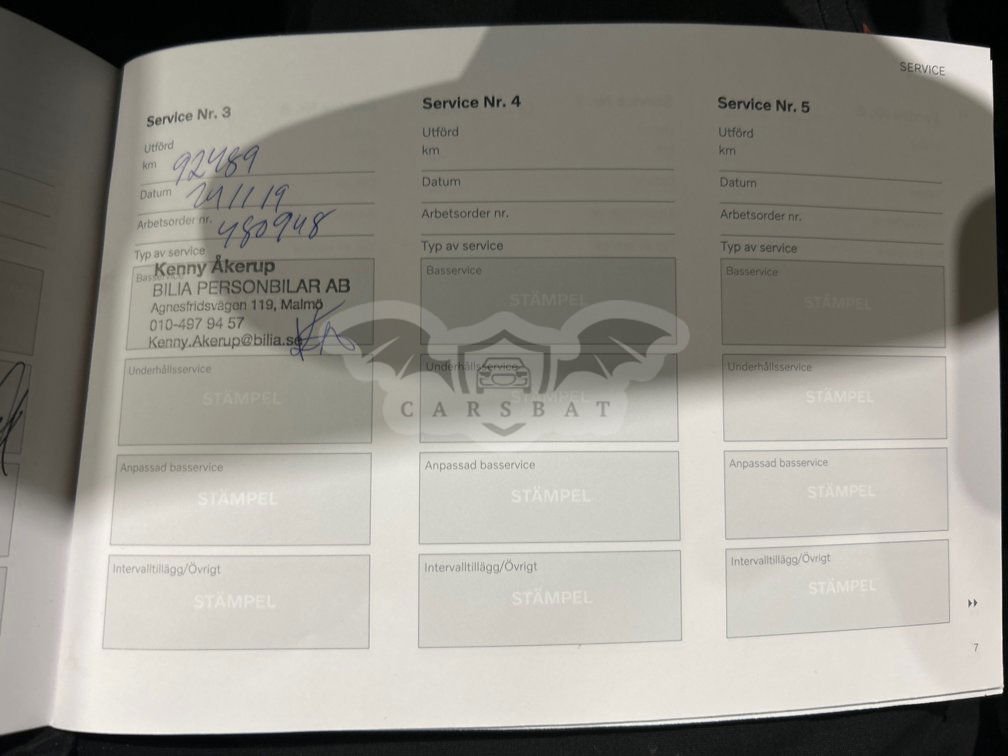 SERVICE
Service Nr. 3
Utförd
km 92489
Datum 241119
Arbetsorder nr. 480948
Typ av service
Basservice
Kenny Åkerup
BILIA PERSONBILAR AB
Agnesfridsvägen 119, Malmö
010-497 94 57
Kenny.Akerup@bilia.se
Underhållsservice
STÄMPEL
Anpassad basservice
STÄMPEL
Intervalltillägg/Övrigt
STÄMPEL
Service Nr. 4
Utförd
km
Datum
Arbetsorder nr.
Typ av service
Basservice
STÄMPEL
Underhållsservice
STÄMPEL
Anpassad basservice
STÄMPEL
Intervalltillägg/Övrigt
STÄMPEL
Service Nr. 5
Utförd
km
Datum
Arbetsorder nr.
Typ av service
Basservice
STÄMPEL
Underhållsservice
STÄMPEL
Anpassad basservice
STÄMPEL
Intervalltillägg/Övrigt
STÄMPEL
7
CARSBAT